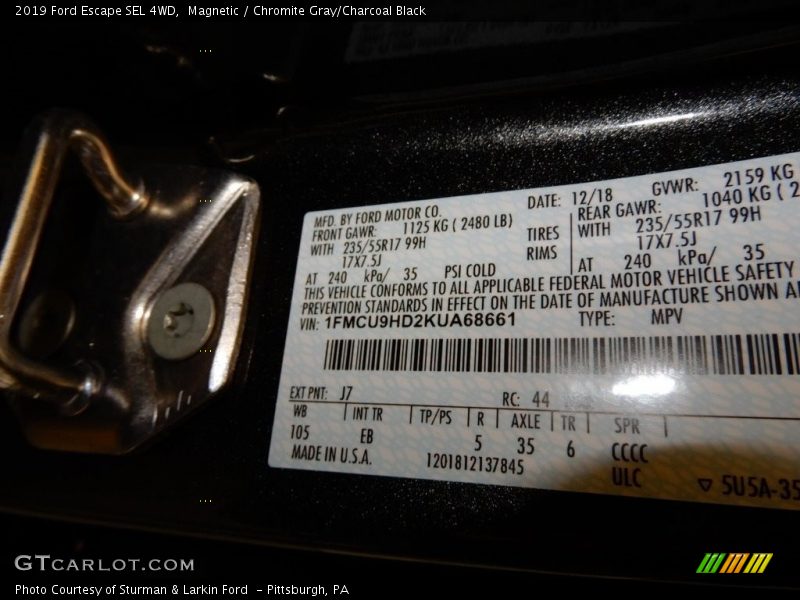 2019 Ford Escape SEL 4WD,  Magnetic / Chromite Gray/Charcoal Black
MFD. BY FORD MOTOR CO.
DATE: 12/18
GVWR: 2159 KG
FRONT GAWR: 1125 KG ( 2480 LB)
REAR GAWR: 1040 KG ( 2
WITH 235/55R17 99H
TIRES
WITH 235/55R17 99H
17X7.5J
RIMS
17X7.5J
AT 240 kPa/ 35 PSI COLD
AT 240 kPa/ 35
THIS VEHICLE CONFORMS TO ALL APPLICABLE FEDERAL MOTOR VEHICLE SAFETY
PREVENTION STANDARDS IN EFFECT ON THE DATE OF MANUFACTURE SHOWN A
VIN: 1FMCU9HD2KUA68661
TYPE: MPV
EXT PNT: J7
RC: 44
WB INT TR TP/PS R AXLE TR SPR
105 EB 5 35 6 CCCC
MADE IN U.S.A.
1201812137845
ULC
5U5A-35
GTCARLOT.COM
Photo Courtesy of Sturman & Larkin Ford  - Pittsburgh, PA